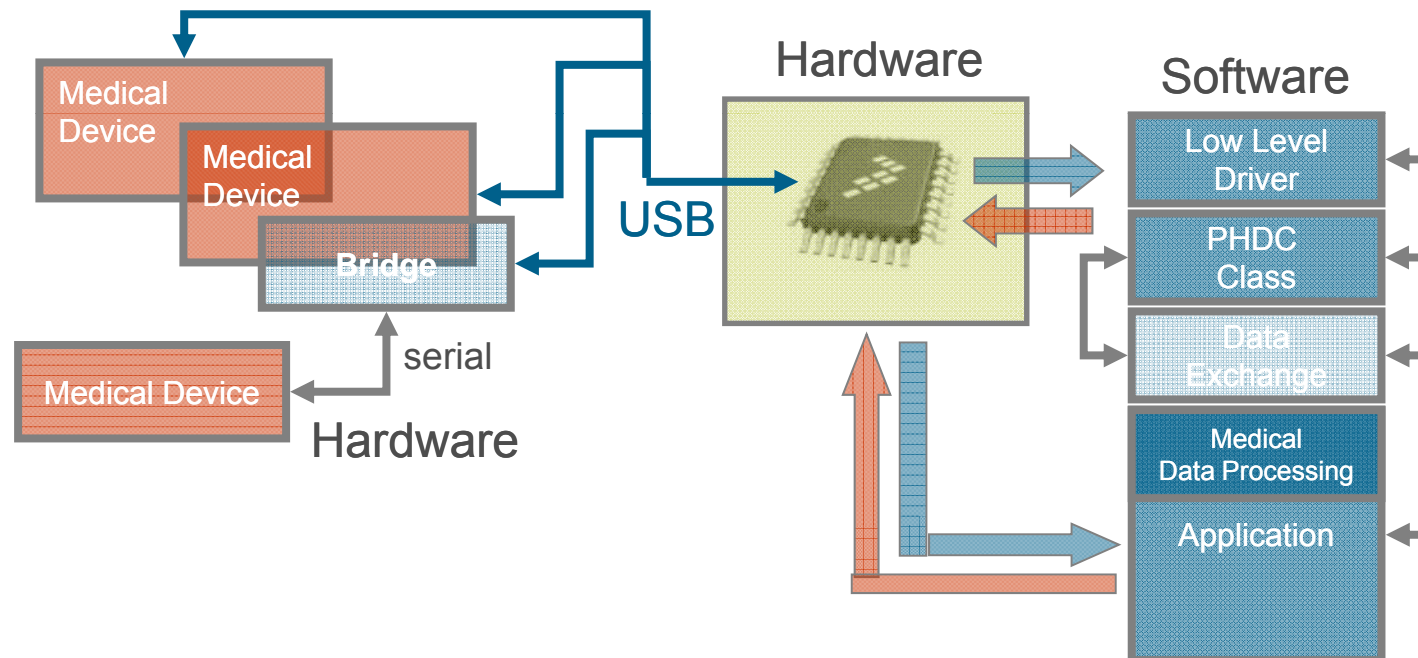 Medical
Device
Medical
Device
Bridge
serial
Medical Device
Hardware
USB
Hardware
Software
Low Level
Driver
PHDC
Class
Data
Exchange
Medical
Data Processing
Application